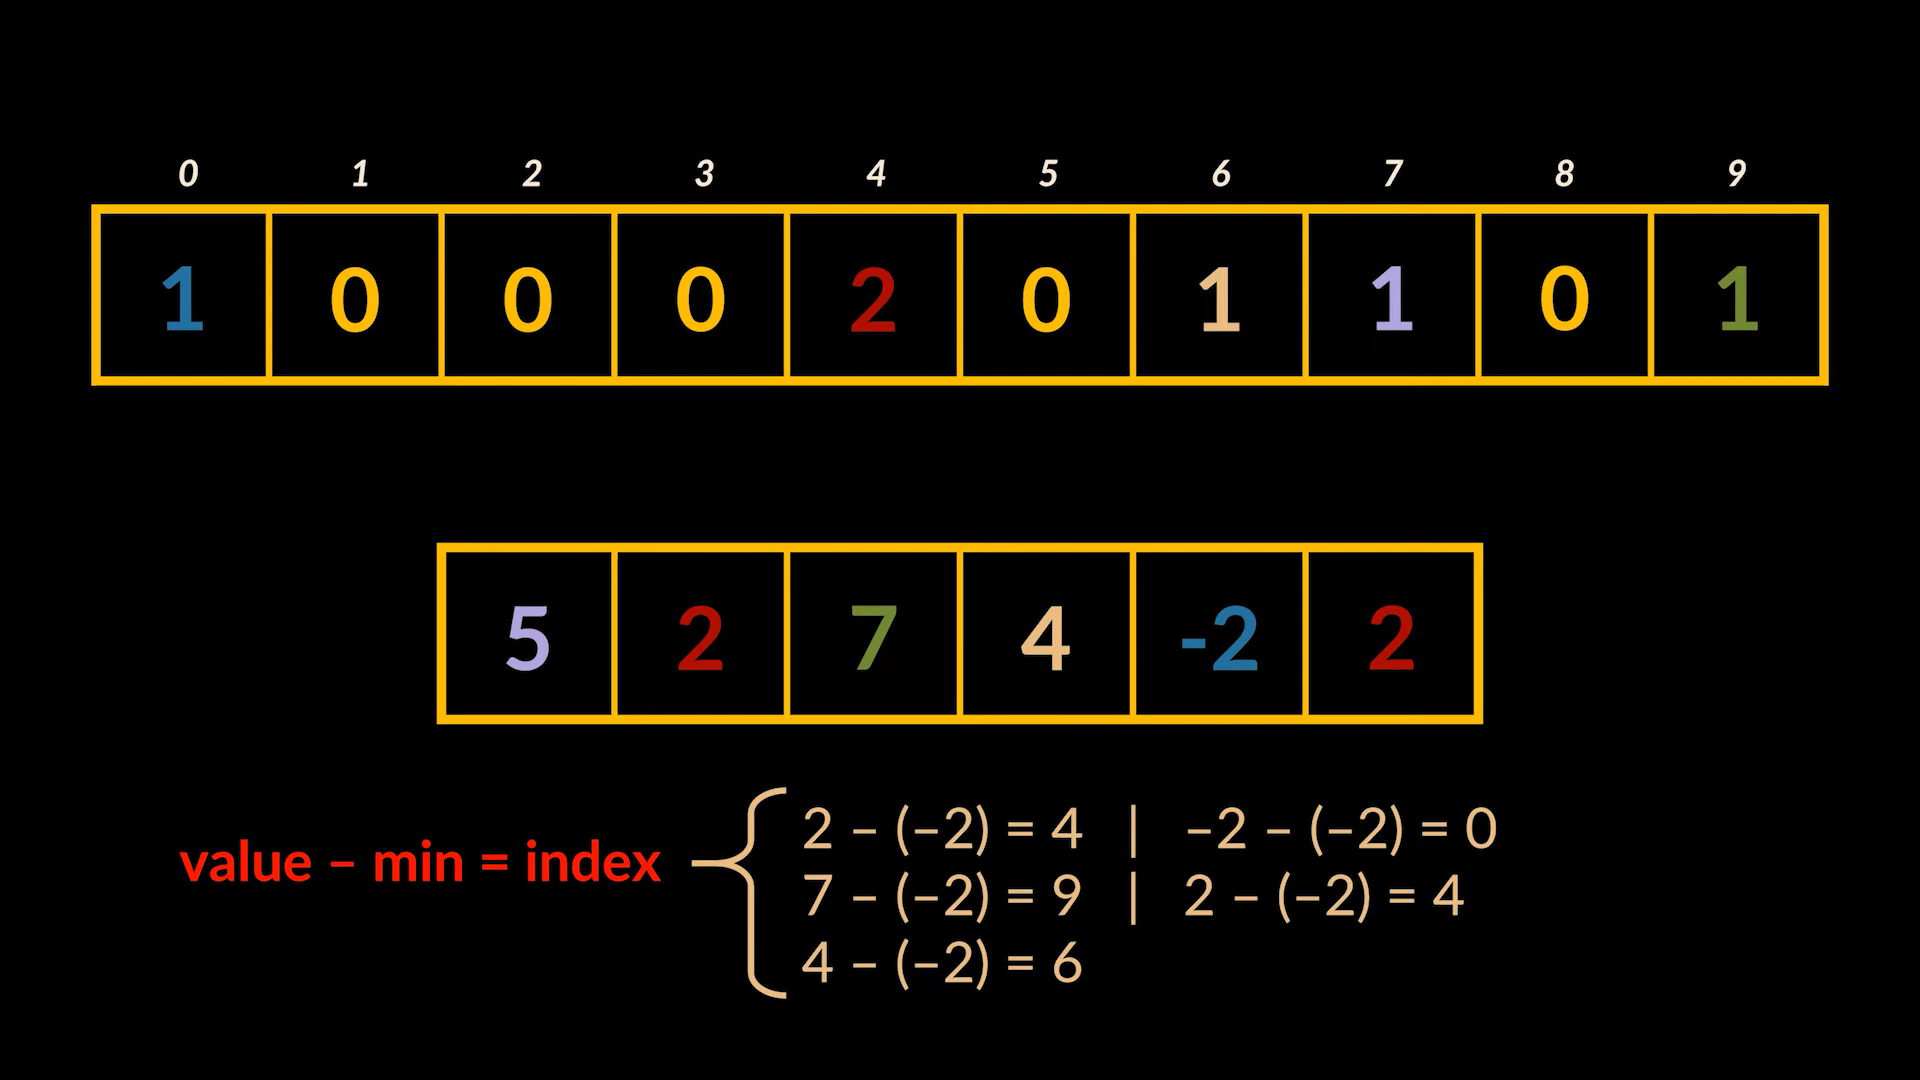 0 1 2 3 4 5 6 7 8 9
1 0 0 0 2 0 1 1 0 1
5 2 7 4 -2 2
value – min = index
2 – (–2) = 4 | –2 – (–2) = 0
7 – (–2) = 9 | 2 – (–2) = 4
4 – (–2) = 6